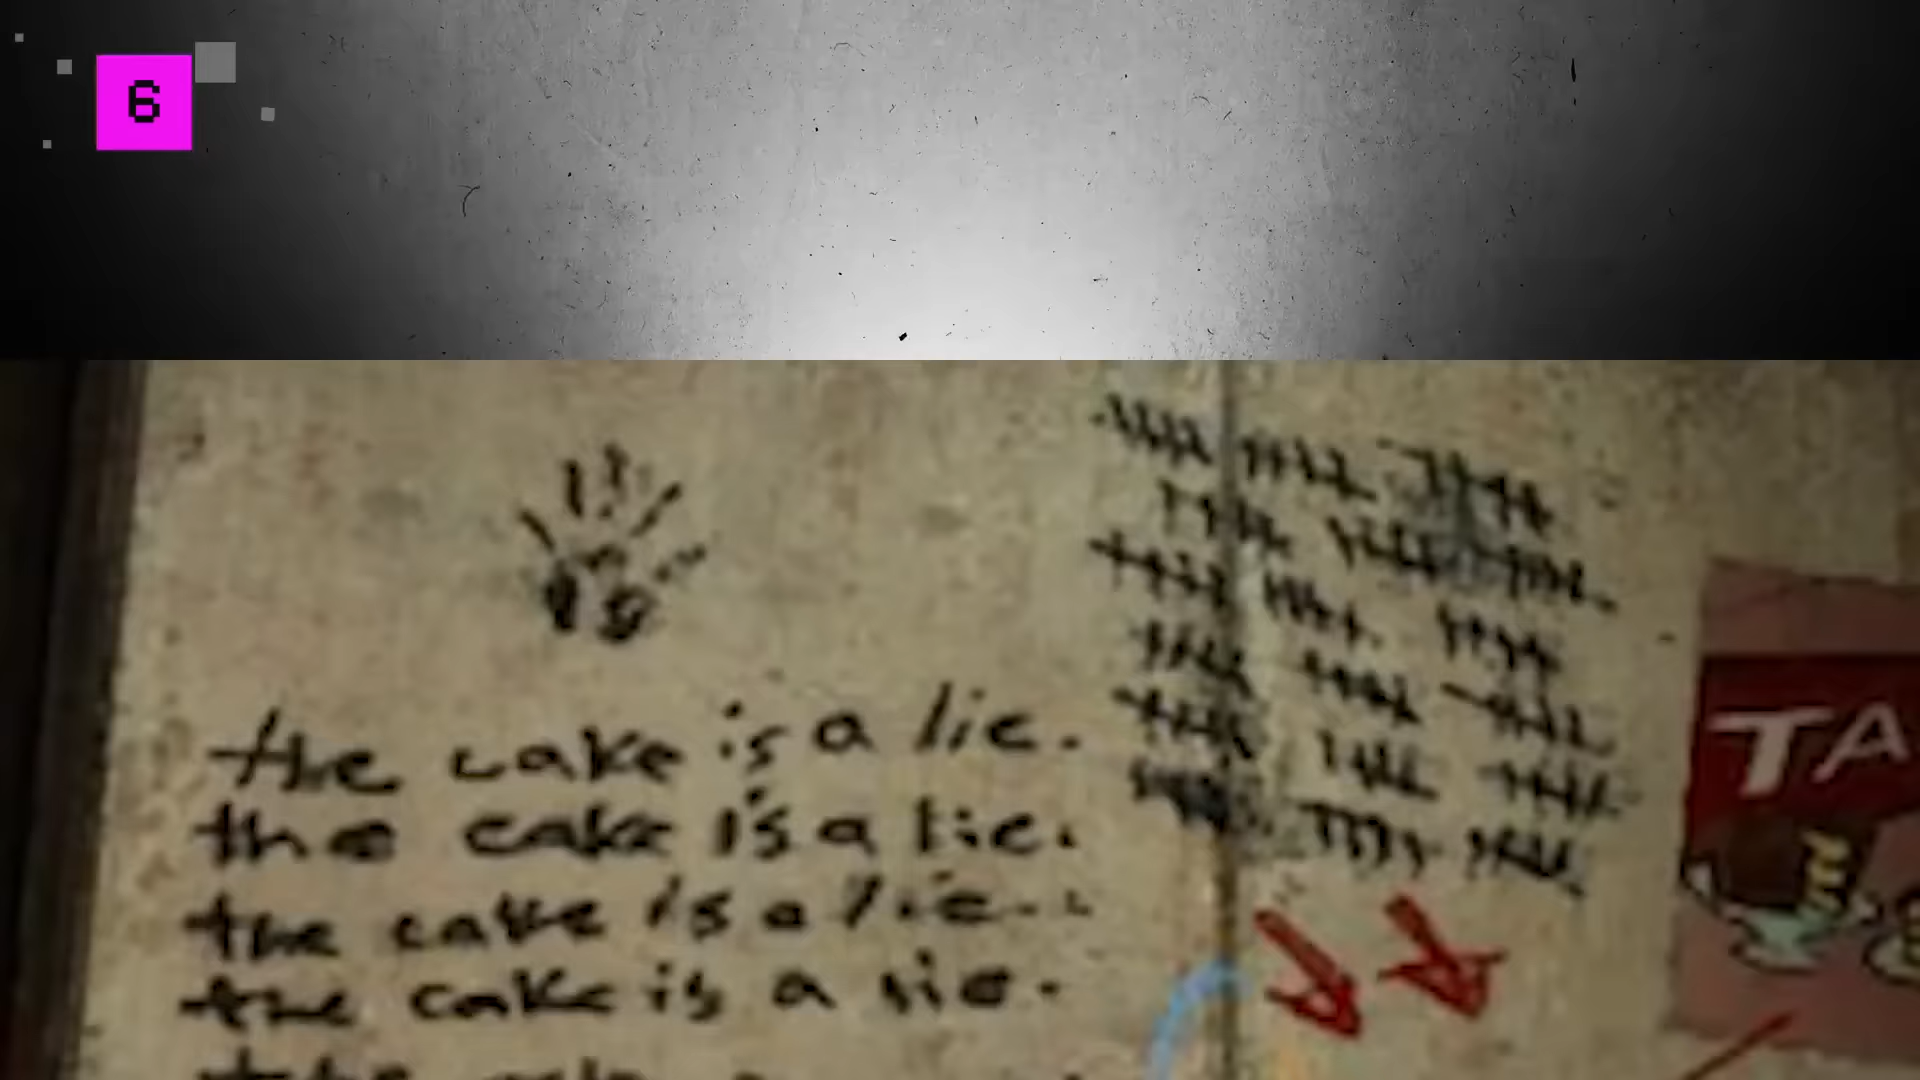 6
the cake is a lie.
the cake is a lie.
the cake is a lie..
the cake is a lie.
TA